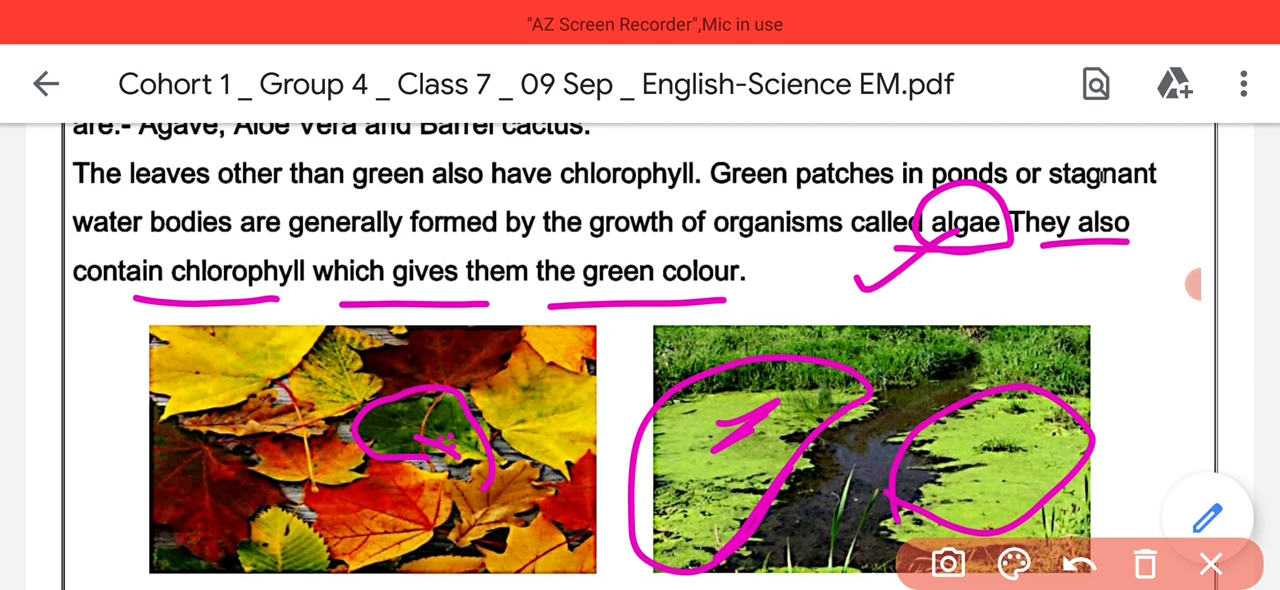 "AZ Screen Recorder",Mic in use
Cohort 1 _ Group 4 _ Class 7 _ 09 Sep _ English-Science EM.pdf
are.- Agave, Aloe Vera and Barrel cactus.
The leaves other than green also have chlorophyll. Green patches in ponds or stagnant
water bodies are generally formed by the growth of organisms called algae They also
contain chlorophyll which gives them the green colour.